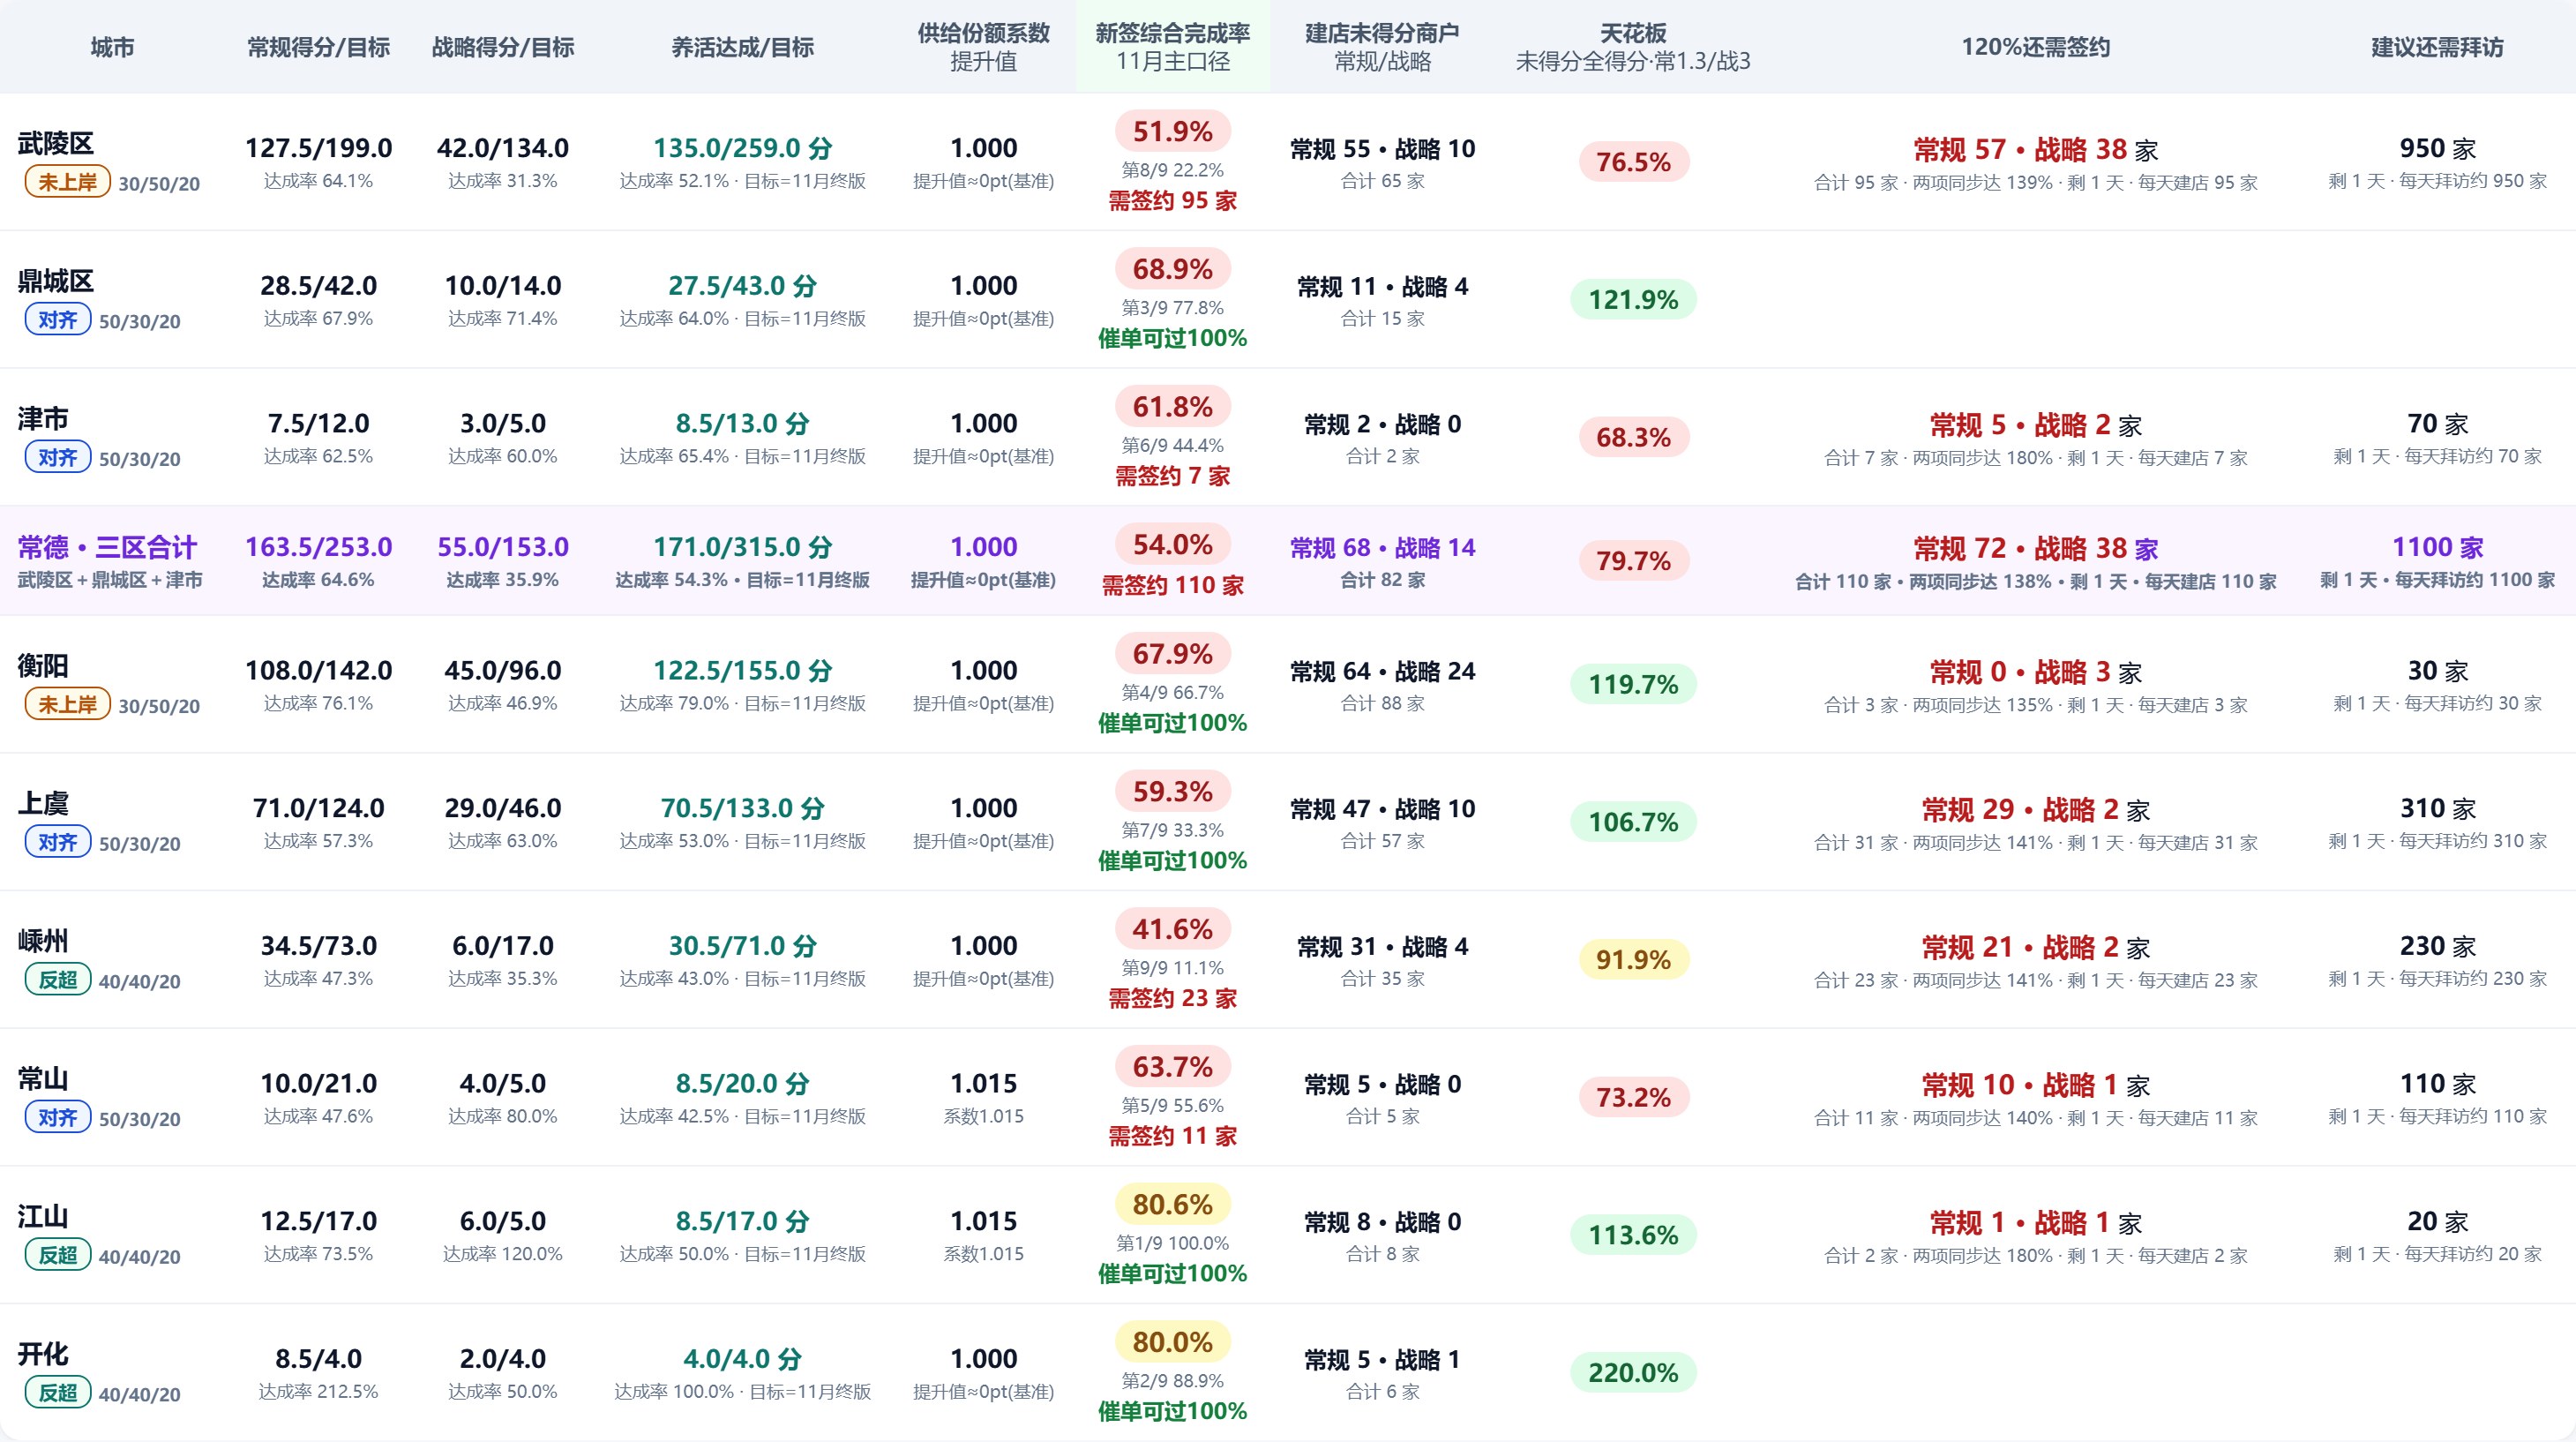 城市 常规得分/目标 战略得分/目标 养活达成/目标 供给份额系数 提升值 新签综合完成率 11月主口径 建店未得分商户 常规/战略 天花板 未得分全得分·常1.3/战3 120%还需签约 建议还需拜访
武陵区 127.5/199.0 42.0/134.0 135.0/259.0 分 1.000 51.9% 常规 55 • 战略 10 76.5% 常规 57 • 战略 38 家 950 家
未上岸 30/50/20 达成率 64.1% 达成率 31.3% 达成率 52.1% · 目标=11月终版 提升值≈0pt(基准) 第8/9 22.2% 合计 65 家 合计 95 家 · 两项同步达 139% · 剩 1 天 · 每天建店 95 家 剩 1 天 · 每天拜访约 950 家
需签约 95 家
鼎城区 28.5/42.0 10.0/14.0 27.5/43.0 分 1.000 68.9% 常规 11 • 战略 4 121.9%
对齐 50/30/20 达成率 67.9% 达成率 71.4% 达成率 64.0% · 目标=11月终版 提升值≈0pt(基准) 第3/9 77.8% 合计 15 家
催单可过100%
津市 7.5/12.0 3.0/5.0 8.5/13.0 分 1.000 61.8% 常规 2 • 战略 0 68.3% 常规 5 • 战略 2 家 70 家
对齐 50/30/20 达成率 62.5% 达成率 60.0% 达成率 65.4% · 目标=11月终版 提升值≈0pt(基准) 第6/9 44.4% 合计 2 家 合计 7 家 · 两项同步达 180% · 剩 1 天 · 每天建店 7 家 剩 1 天 · 每天拜访约 70 家
需签约 7 家
常德 • 三区合计 163.5/253.0 55.0/153.0 171.0/315.0 分 1.000 54.0% 常规 68 • 战略 14 79.7% 常规 72 • 战略 38 家 1100 家
武陵区 + 鼎城区 + 津市 达成率 64.6% 达成率 35.9% 达成率 54.3% • 目标=11月终版 提升值≈0pt(基准) 需签约 110 家 合计 82 家 合计 110 家 • 两项同步达 138% • 剩 1 天 • 每天建店 110 家 剩 1 天 • 每天拜访约 1100 家
衡阳 108.0/142.0 45.0/96.0 122.5/155.0 分 1.000 67.9% 常规 64 • 战略 24 119.7% 常规 0 • 战略 3 家 30 家
未上岸 30/50/20 达成率 76.1% 达成率 46.9% 达成率 79.0% · 目标=11月终版 提升值≈0pt(基准) 第4/9 66.7% 合计 88 家 合计 3 家 · 两项同步达 135% · 剩 1 天 · 每天建店 3 家 剩 1 天 · 每天拜访约 30 家
催单可过100%
上虞 71.0/124.0 29.0/46.0 70.5/133.0 分 1.000 59.3% 常规 47 • 战略 10 106.7% 常规 29 • 战略 2 家 310 家
对齐 50/30/20 达成率 57.3% 达成率 63.0% 达成率 53.0% · 目标=11月终版 提升值≈0pt(基准) 第7/9 33.3% 合计 57 家 合计 31 家 · 两项同步达 141% · 剩 1 天 · 每天建店 31 家 剩 1 天 · 每天拜访约 310 家
催单可过100%
嵊州 34.5/73.0 6.0/17.0 30.5/71.0 分 1.000 41.6% 常规 31 • 战略 4 91.9% 常规 21 • 战略 2 家 230 家
反超 40/40/20 达成率 47.3% 达成率 35.3% 达成率 43.0% · 目标=11月终版 提升值≈0pt(基准) 第9/9 11.1% 合计 35 家 合计 23 家 · 两项同步达 141% · 剩 1 天 · 每天建店 23 家 剩 1 天 · 每天拜访约 230 家
需签约 23 家
常山 10.0/21.0 4.0/5.0 8.5/20.0 分 1.015 63.7% 常规 5 • 战略 0 73.2% 常规 10 • 战略 1 家 110 家
对齐 50/30/20 达成率 47.6% 达成率 80.0% 达成率 42.5% · 目标=11月终版 系数1.015 第5/9 55.6% 合计 5 家 合计 11 家 · 两项同步达 140% · 剩 1 天 · 每天建店 11 家 剩 1 天 · 每天拜访约 110 家
需签约 11 家
江山 12.5/17.0 6.0/5.0 8.5/17.0 分 1.015 80.6% 常规 8 • 战略 0 113.6% 常规 1 • 战略 1 家 20 家
反超 40/40/20 达成率 73.5% 达成率 120.0% 达成率 50.0% · 目标=11月终版 系数1.015 第1/9 100.0% 合计 8 家 合计 2 家 · 两项同步达 180% · 剩 1 天 · 每天建店 2 家 剩 1 天 · 每天拜访约 20 家
催单可过100%
开化 8.5/4.0 2.0/4.0 4.0/4.0 分 1.000 80.0% 常规 5 • 战略 1 220.0%
反超 40/40/20 达成率 212.5% 达成率 50.0% 达成率 100.0% · 目标=11月终版 提升值≈0pt(基准) 第2/9 88.9% 合计 6 家
催单可过100%